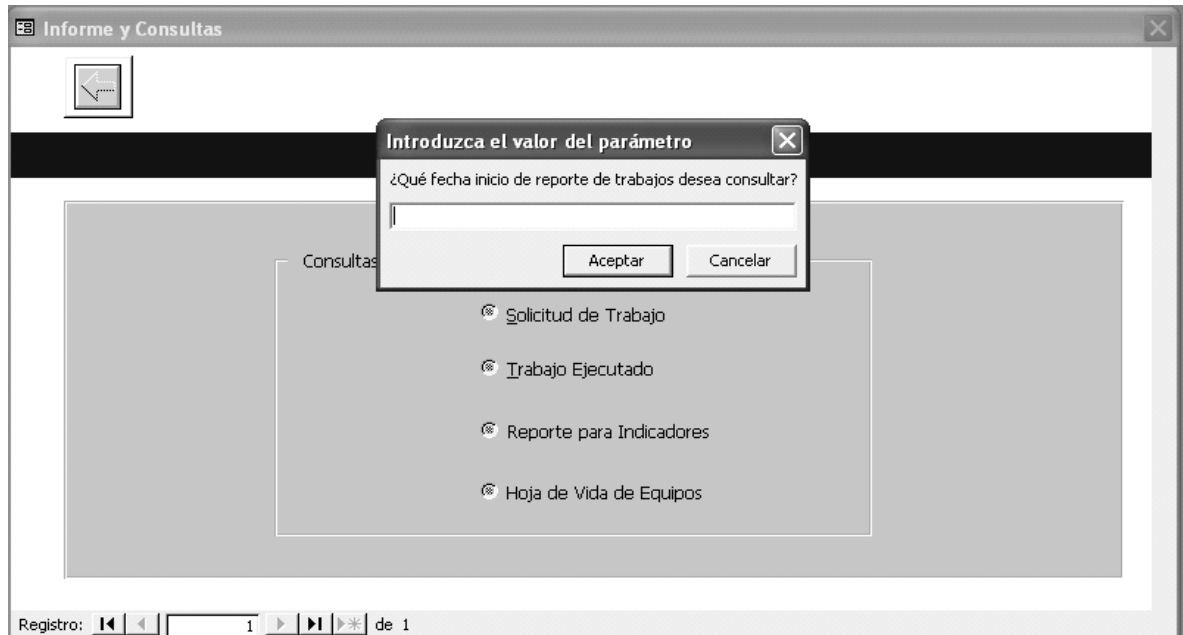 Informe y Consultas
Introduzca el valor del parámetro
¿Qué fecha inicio de reporte de trabajos desea consultar?
Aceptar Cancelar
Consultas
Solicitud de Trabajo
Trabajo Ejecutado
Reporte para Indicadores
Hoja de Vida de Equipos
Registro: 1 de 1